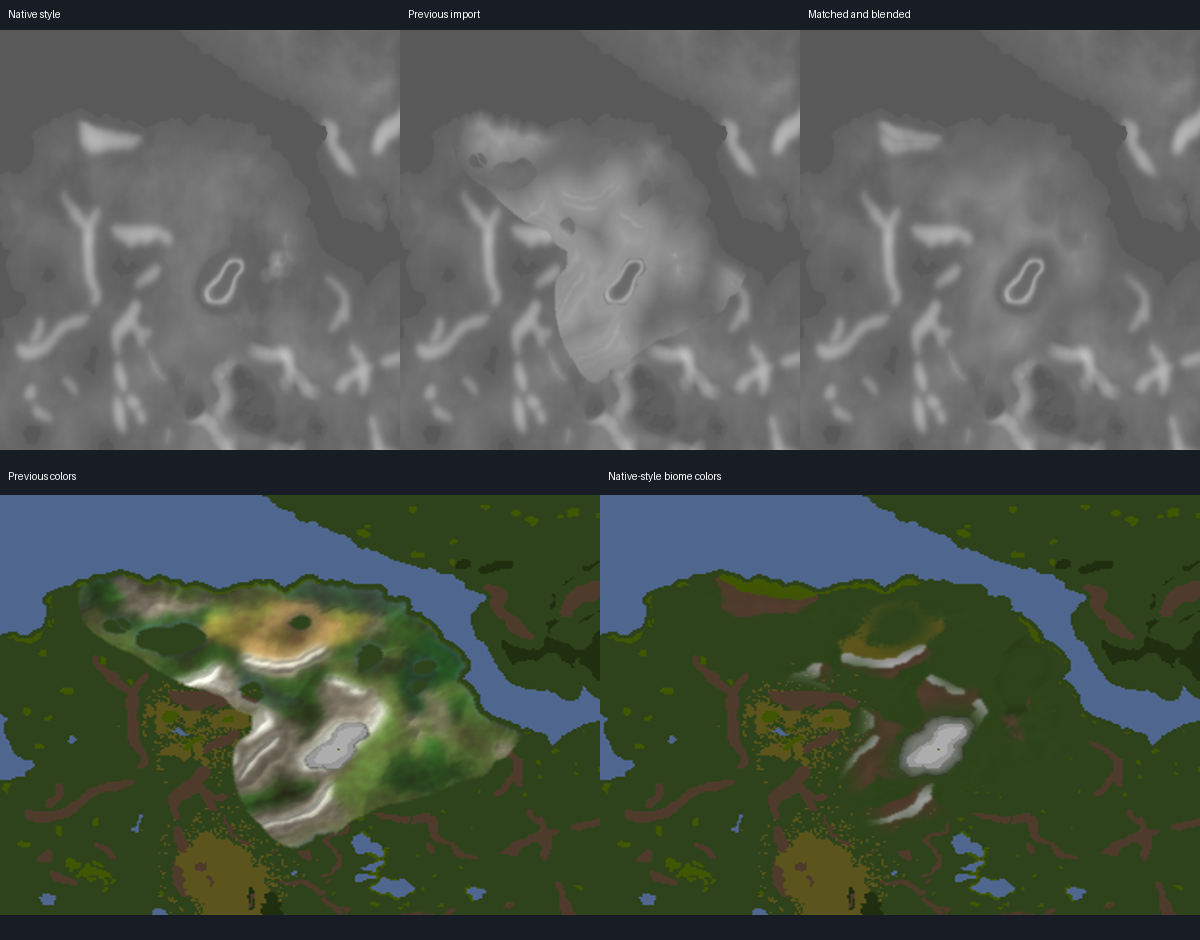 Native style
Previous import
Matched and blended
Previous colors
Native-style biome colors